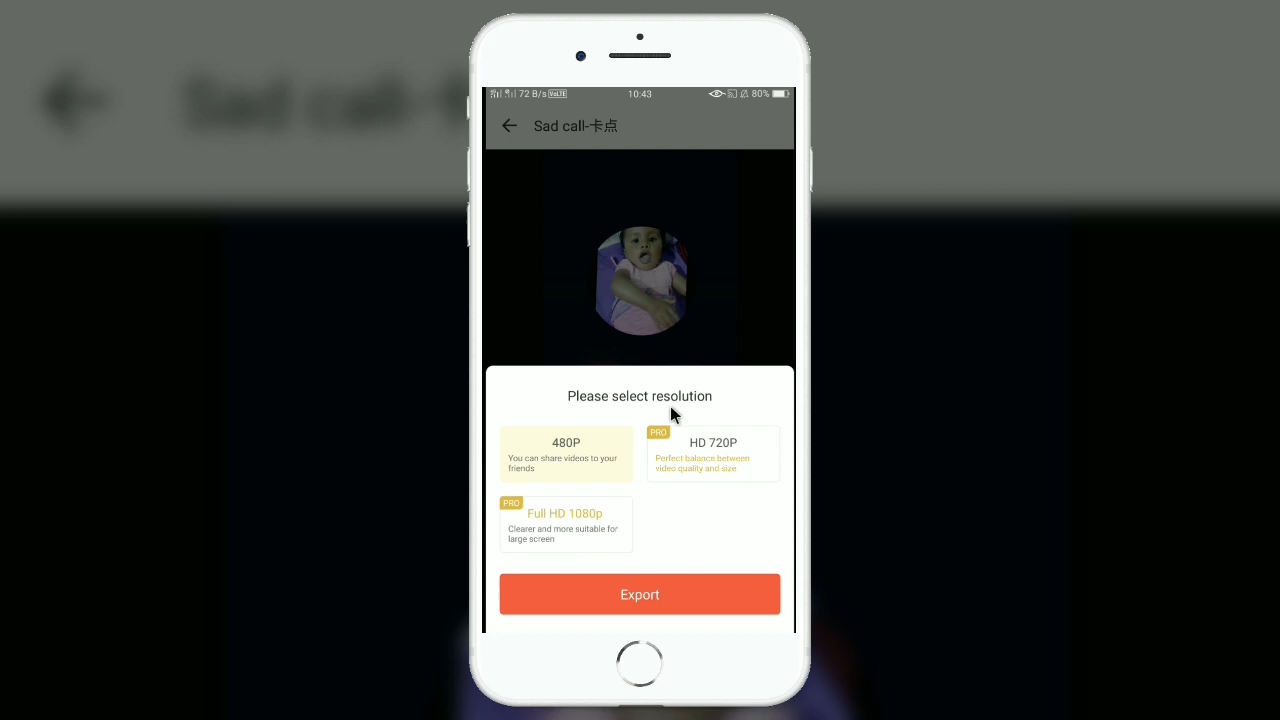 72 B/s VoLTE 10:43 80%
Sad call-卡点
Please select resolution
480P
You can share videos to your
friends
PRO
HD 720P
Perfect balance between
video quality and size
PRO
Full HD 1080p
Clearer and more suitable for
large screen
Export